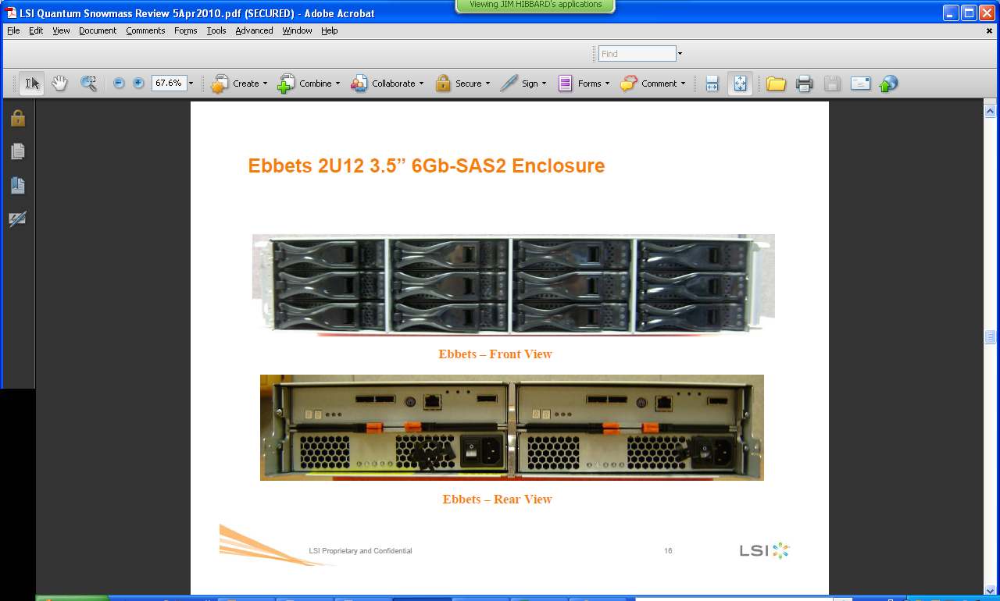 LSI Quantum Snowmass Review 5Apr2010.pdf (SECURED) - Adobe Acrobat
Viewing JIM HIBBARD's applications
File Edit View Document Comments Forms Tools Advanced Window Help
Find
67.6% Create Combine Collaborate Secure Sign Forms Comment
Ebbets 2U12 3.5” 6Gb-SAS2 Enclosure
Ebbets – Front View
Ebbets – Rear View
LSI Proprietary and Confidential 16 LSI